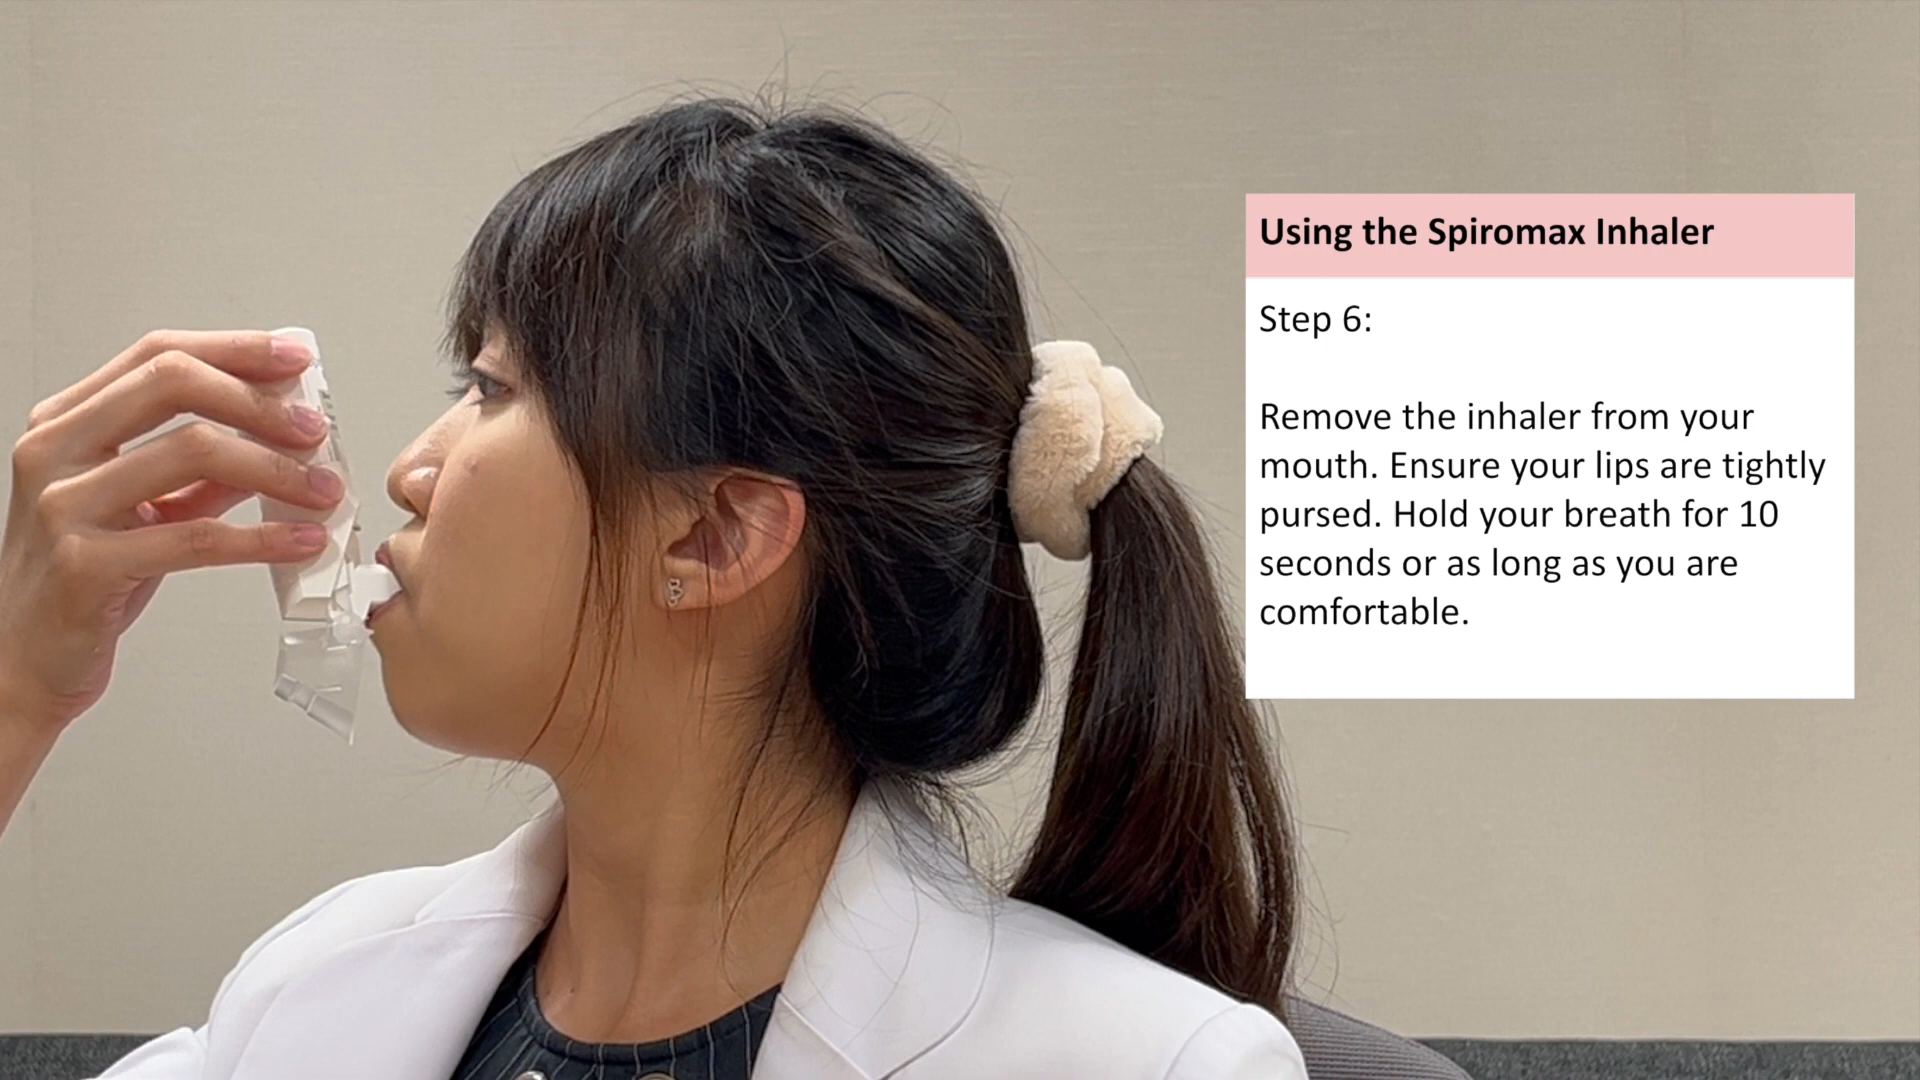 Using the Spiromax Inhaler
Step 6:
Remove the inhaler from your
mouth. Ensure your lips are tightly
pursed. Hold your breath for 10
seconds or as long as you are
comfortable.